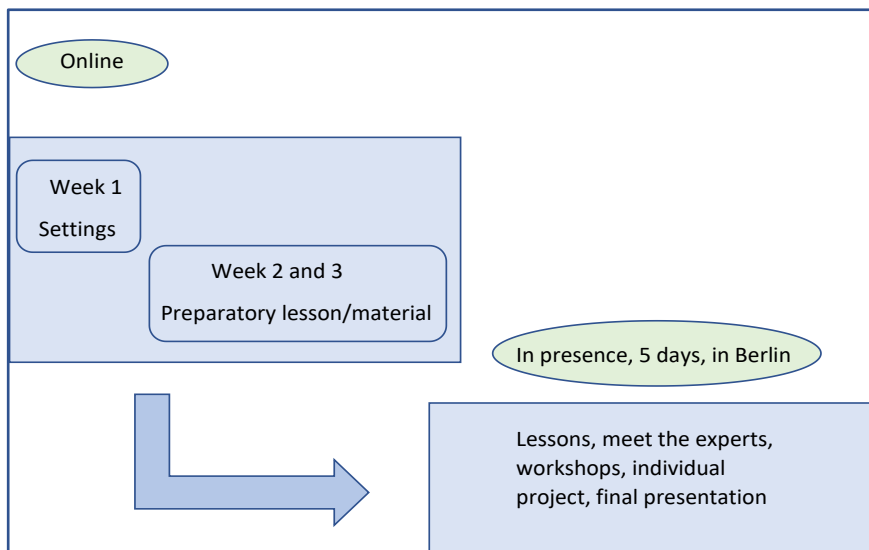 Online
Week 1
Settings
Week 2 and 3
Preparatory lesson/material
In presence, 5 days, in Berlin
Lessons, meet the experts,
workshops, individual
project, final presentation